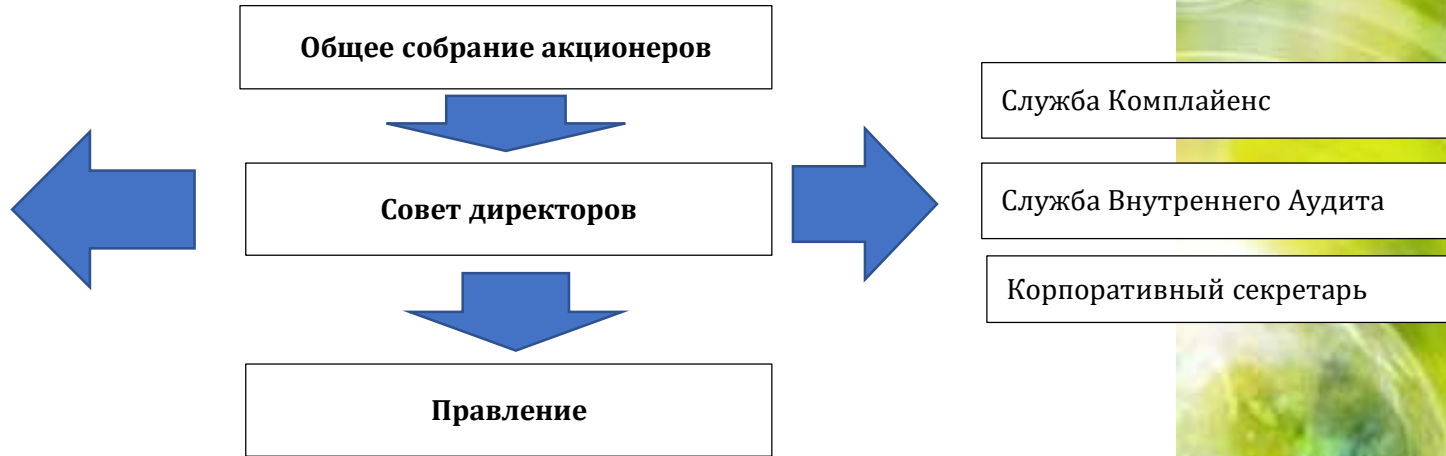 Общее собрание акционеров
Служба Комплайенс
Совет директоров
Служба Внутреннего Аудита
Корпоративный секретарь
Правление